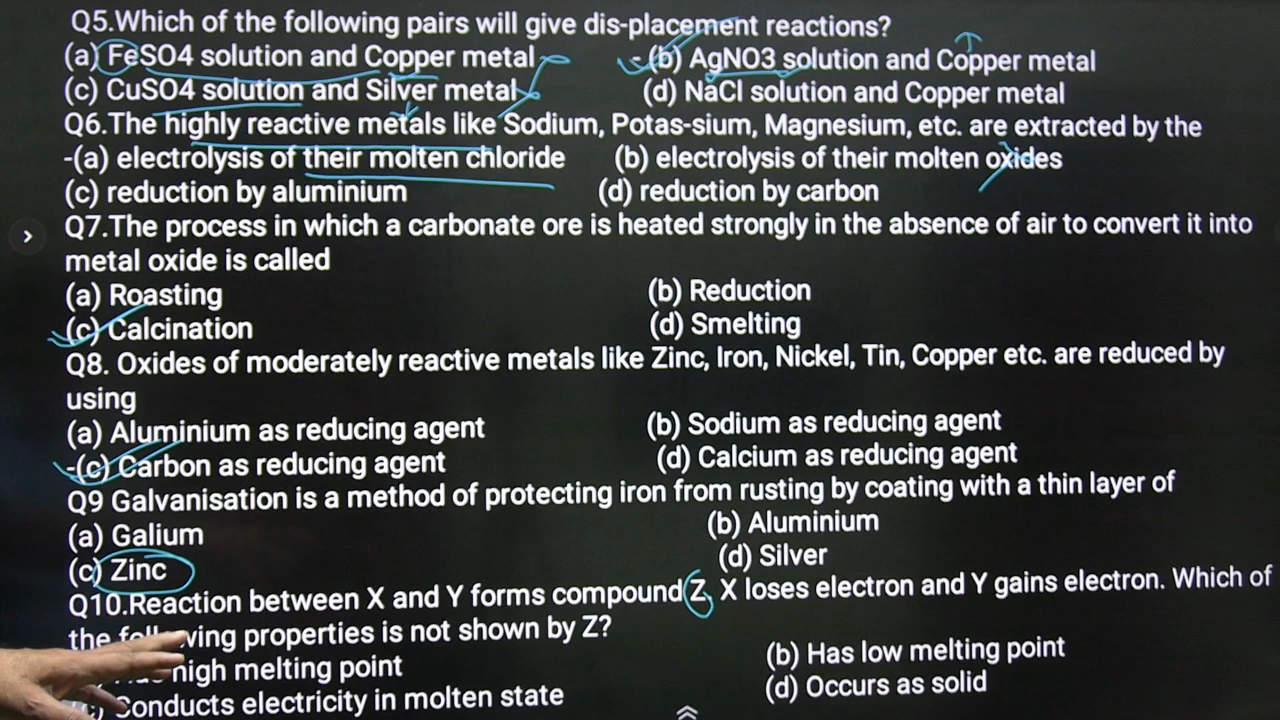 Q5.Which of the following pairs will give dis-placement reactions?
(a) FeSO4 solution and Copper metal -(b) AgNO3 solution and Copper metal
(c) CuSO4 solution and Silver metal (d) NaCl solution and Copper metal
Q6.The highly reactive metals like Sodium, Potas-sium, Magnesium, etc. are extracted by the
-(a) electrolysis of their molten chloride (b) electrolysis of their molten oxides
(c) reduction by aluminium (d) reduction by carbon
Q7.The process in which a carbonate ore is heated strongly in the absence of air to convert it into
metal oxide is called
(a) Roasting (b) Reduction
(c) Calcination (d) Smelting
Q8. Oxides of moderately reactive metals like Zinc, Iron, Nickel, Tin, Copper etc. are reduced by
using
(a) Aluminium as reducing agent (b) Sodium as reducing agent
-(c) Carbon as reducing agent (d) Calcium as reducing agent
Q9 Galvanisation is a method of protecting iron from rusting by coating with a thin layer of
(a) Galium (b) Aluminium
(c) Zinc (d) Silver
Q10.Reaction between X and Y forms compound Z. X loses electron and Y gains electron. Which of
the following properties is not shown by Z?
high melting point (b) Has low melting point
Conducts electricity in molten state (d) Occurs as solid